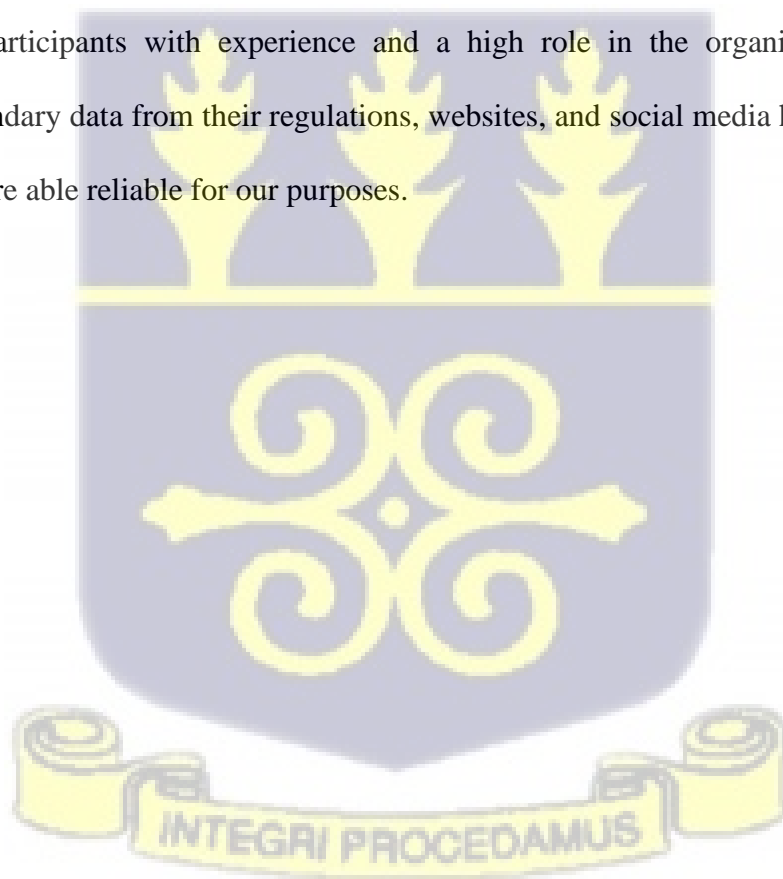 articipants with experience and a high role in the organi
ndary data from their regulations, websites, and social media
re able reliable for our purposes.
INTEGRI PROCEDAMUS